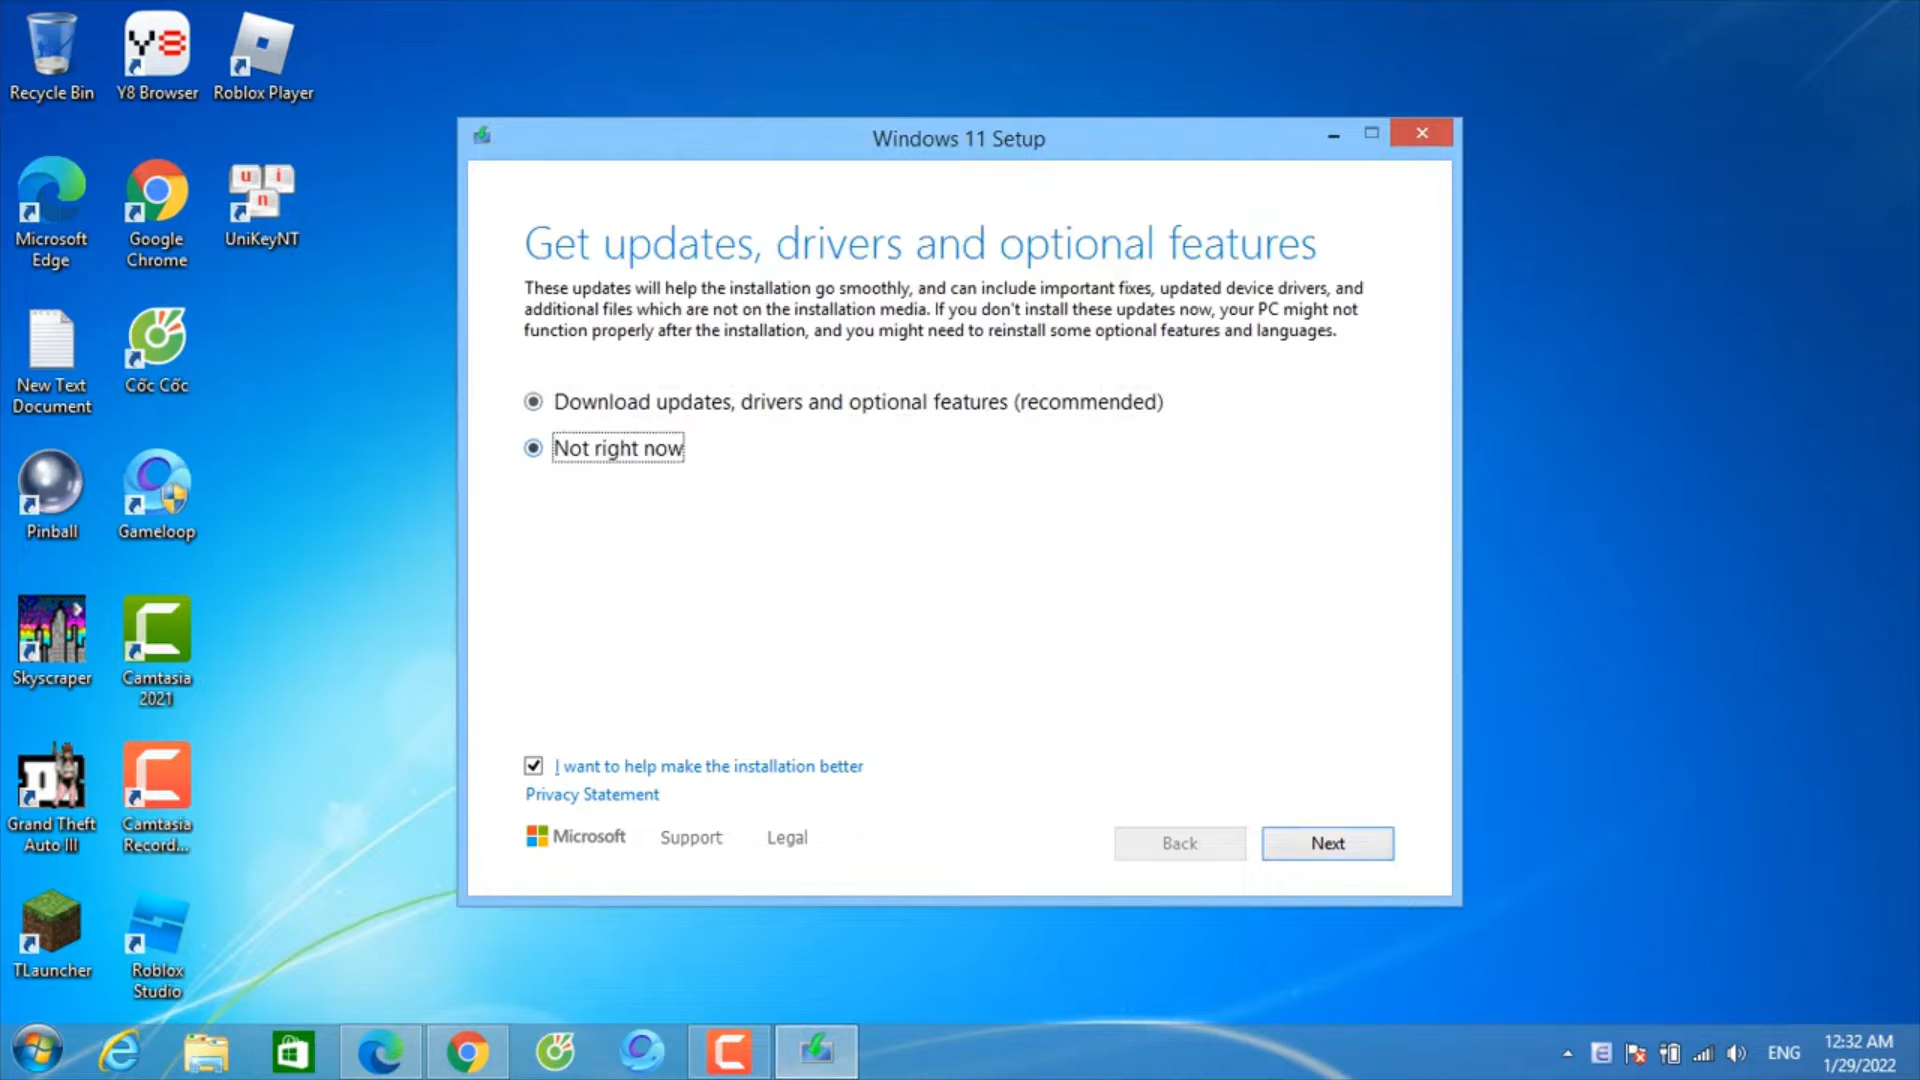 Recycle Bin
Y8 Browser
Roblox Player
Microsoft
Edge
Google
Chrome
u i
n
UniKeyNT
New Text
Document
Cốc Cốc
Pinball
Gameloop
Skyscraper
Camtasia
2021
Grand Theft
Auto III
Camtasia
Record...
TLauncher
Roblox
Studio
Windows 11 Setup
Get updates, drivers and optional features
These updates will help the installation go smoothly, and can include important fixes, updated device drivers, and
additional files which are not on the installation media. If you don't install these updates now, your PC might not
function properly after the installation, and you might need to reinstall some optional features and languages.
Download updates, drivers and optional features (recommended)
Not right now
I want to help make the installation better
Privacy Statement
Microsoft
Support
Legal
Back
Next
ENG
12:32 AM
1/29/2022